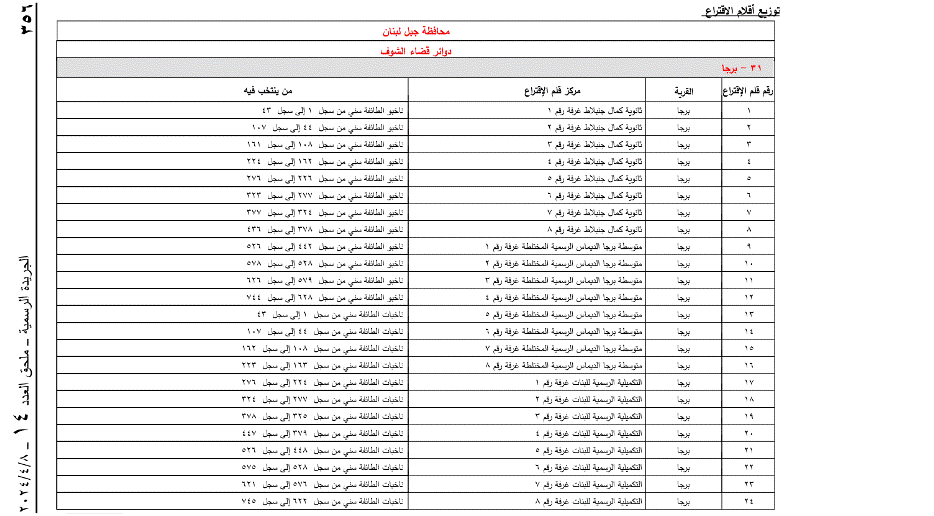 توزيع أقلام الإقتراع
محافظة جبل لبنان
دوائر قضاء الشوف
٣١ - برجا
رقم قلم الإقتراع القرية مركز قلم الإقتراع من ينتخب فيه
١ برجا ثانوية كمال جنبلاط غرفة رقم ١ ناخبو الطائفة سني من سجل ١ إلى سجل ٤٣
٢ برجا ثانوية كمال جنبلاط غرفة رقم ٢ ناخبو الطائفة سني من سجل ٤٤ إلى سجل ١٠٧
٣ برجا ثانوية كمال جنبلاط غرفة رقم ٣ ناخبو الطائفة سني من سجل ١٠٨ إلى سجل ١٦١
٤ برجا ثانوية كمال جنبلاط غرفة رقم ٤ ناخبو الطائفة سني من سجل ١٦٢ إلى سجل ٢٢٤
٥ برجا ثانوية كمال جنبلاط غرفة رقم ٥ ناخبو الطائفة سني من سجل ٢٢٦ إلى سجل ٢٧٦
٦ برجا ثانوية كمال جنبلاط غرفة رقم ٦ ناخبو الطائفة سني من سجل ٢٧٧ إلى سجل ٣٢٣
٧ برجا ثانوية كمال جنبلاط غرفة رقم ٧ ناخبو الطائفة سني من سجل ٣٢٤ إلى سجل ٣٧٧
٨ برجا ثانوية كمال جنبلاط غرفة رقم ٨ ناخبو الطائفة سني من سجل ٣٧٨ إلى سجل ٤٣٦
٩ برجا متوسطة برجا الديماس الرسمية المختلطة غرفة رقم ١ ناخبو الطائفة سني من سجل ٤٤٢ إلى سجل ٥٢٦
١٠ برجا متوسطة برجا الديماس الرسمية المختلطة غرفة رقم ٢ ناخبو الطائفة سني من سجل ٥٢٨ إلى سجل ٥٧٨
١١ برجا متوسطة برجا الديماس الرسمية المختلطة غرفة رقم ٣ ناخبو الطائفة سني من سجل ٥٧٩ إلى سجل ٦٢٦
١٢ برجا متوسطة برجا الديماس الرسمية المختلطة غرفة رقم ٤ ناخبو الطائفة سني من سجل ٦٢٨ إلى سجل ٧٤٤
١٣ برجا متوسطة برجا الديماس الرسمية المختلطة غرفة رقم ٥ ناخبات الطائفة سني من سجل ١ إلى سجل ٤٣
١٤ برجا متوسطة برجا الديماس الرسمية المختلطة غرفة رقم ٦ ناخبات الطائفة سني من سجل ٤٤ إلى سجل ١٠٧
١٥ برجا متوسطة برجا الديماس الرسمية المختلطة غرفة رقم ٧ ناخبات الطائفة سني من سجل ١٠٨ إلى سجل ١٦٢
١٦ برجا متوسطة برجا الديماس الرسمية المختلطة غرفة رقم ٨ ناخبات الطائفة سني من سجل ١٦٣ إلى سجل ٢٢٣
١٧ برجا التكميلية الرسمية للبنات غرفة رقم ١ ناخبات الطائفة سني من سجل ٢٢٤ إلى سجل ٢٧٦
١٨ برجا التكميلية الرسمية للبنات غرفة رقم ٢ ناخبات الطائفة سني من سجل ٢٧٧ إلى سجل ٣٢٤
١٩ برجا التكميلية الرسمية للبنات غرفة رقم ٣ ناخبات الطائفة سني من سجل ٣٢٥ إلى سجل ٣٧٨
٢٠ برجا التكميلية الرسمية للبنات غرفة رقم ٤ ناخبات الطائفة سني من سجل ٣٧٩ إلى سجل ٤٤٧
٢١ برجا التكميلية الرسمية للبنات غرفة رقم ٥ ناخبات الطائفة سني من سجل ٤٤٨ إلى سجل ٥٢٦
٢٢ برجا التكميلية الرسمية للبنات غرفة رقم ٦ ناخبات الطائفة سني من سجل ٥٢٨ إلى سجل ٥٧٥
٢٣ برجا التكميلية الرسمية للبنات غرفة رقم ٧ ناخبات الطائفة سني من سجل ٥٧٦ إلى سجل ٦٢١
٢٤ برجا التكميلية الرسمية للبنات غرفة رقم ٨ ناخبات الطائفة سني من سجل ٦٢٢ إلى سجل ٧٤٥
٣٥٦
الجريدة الرسمية – ملحق العدد ١٤ – ٢٠٢٤/٤/٨